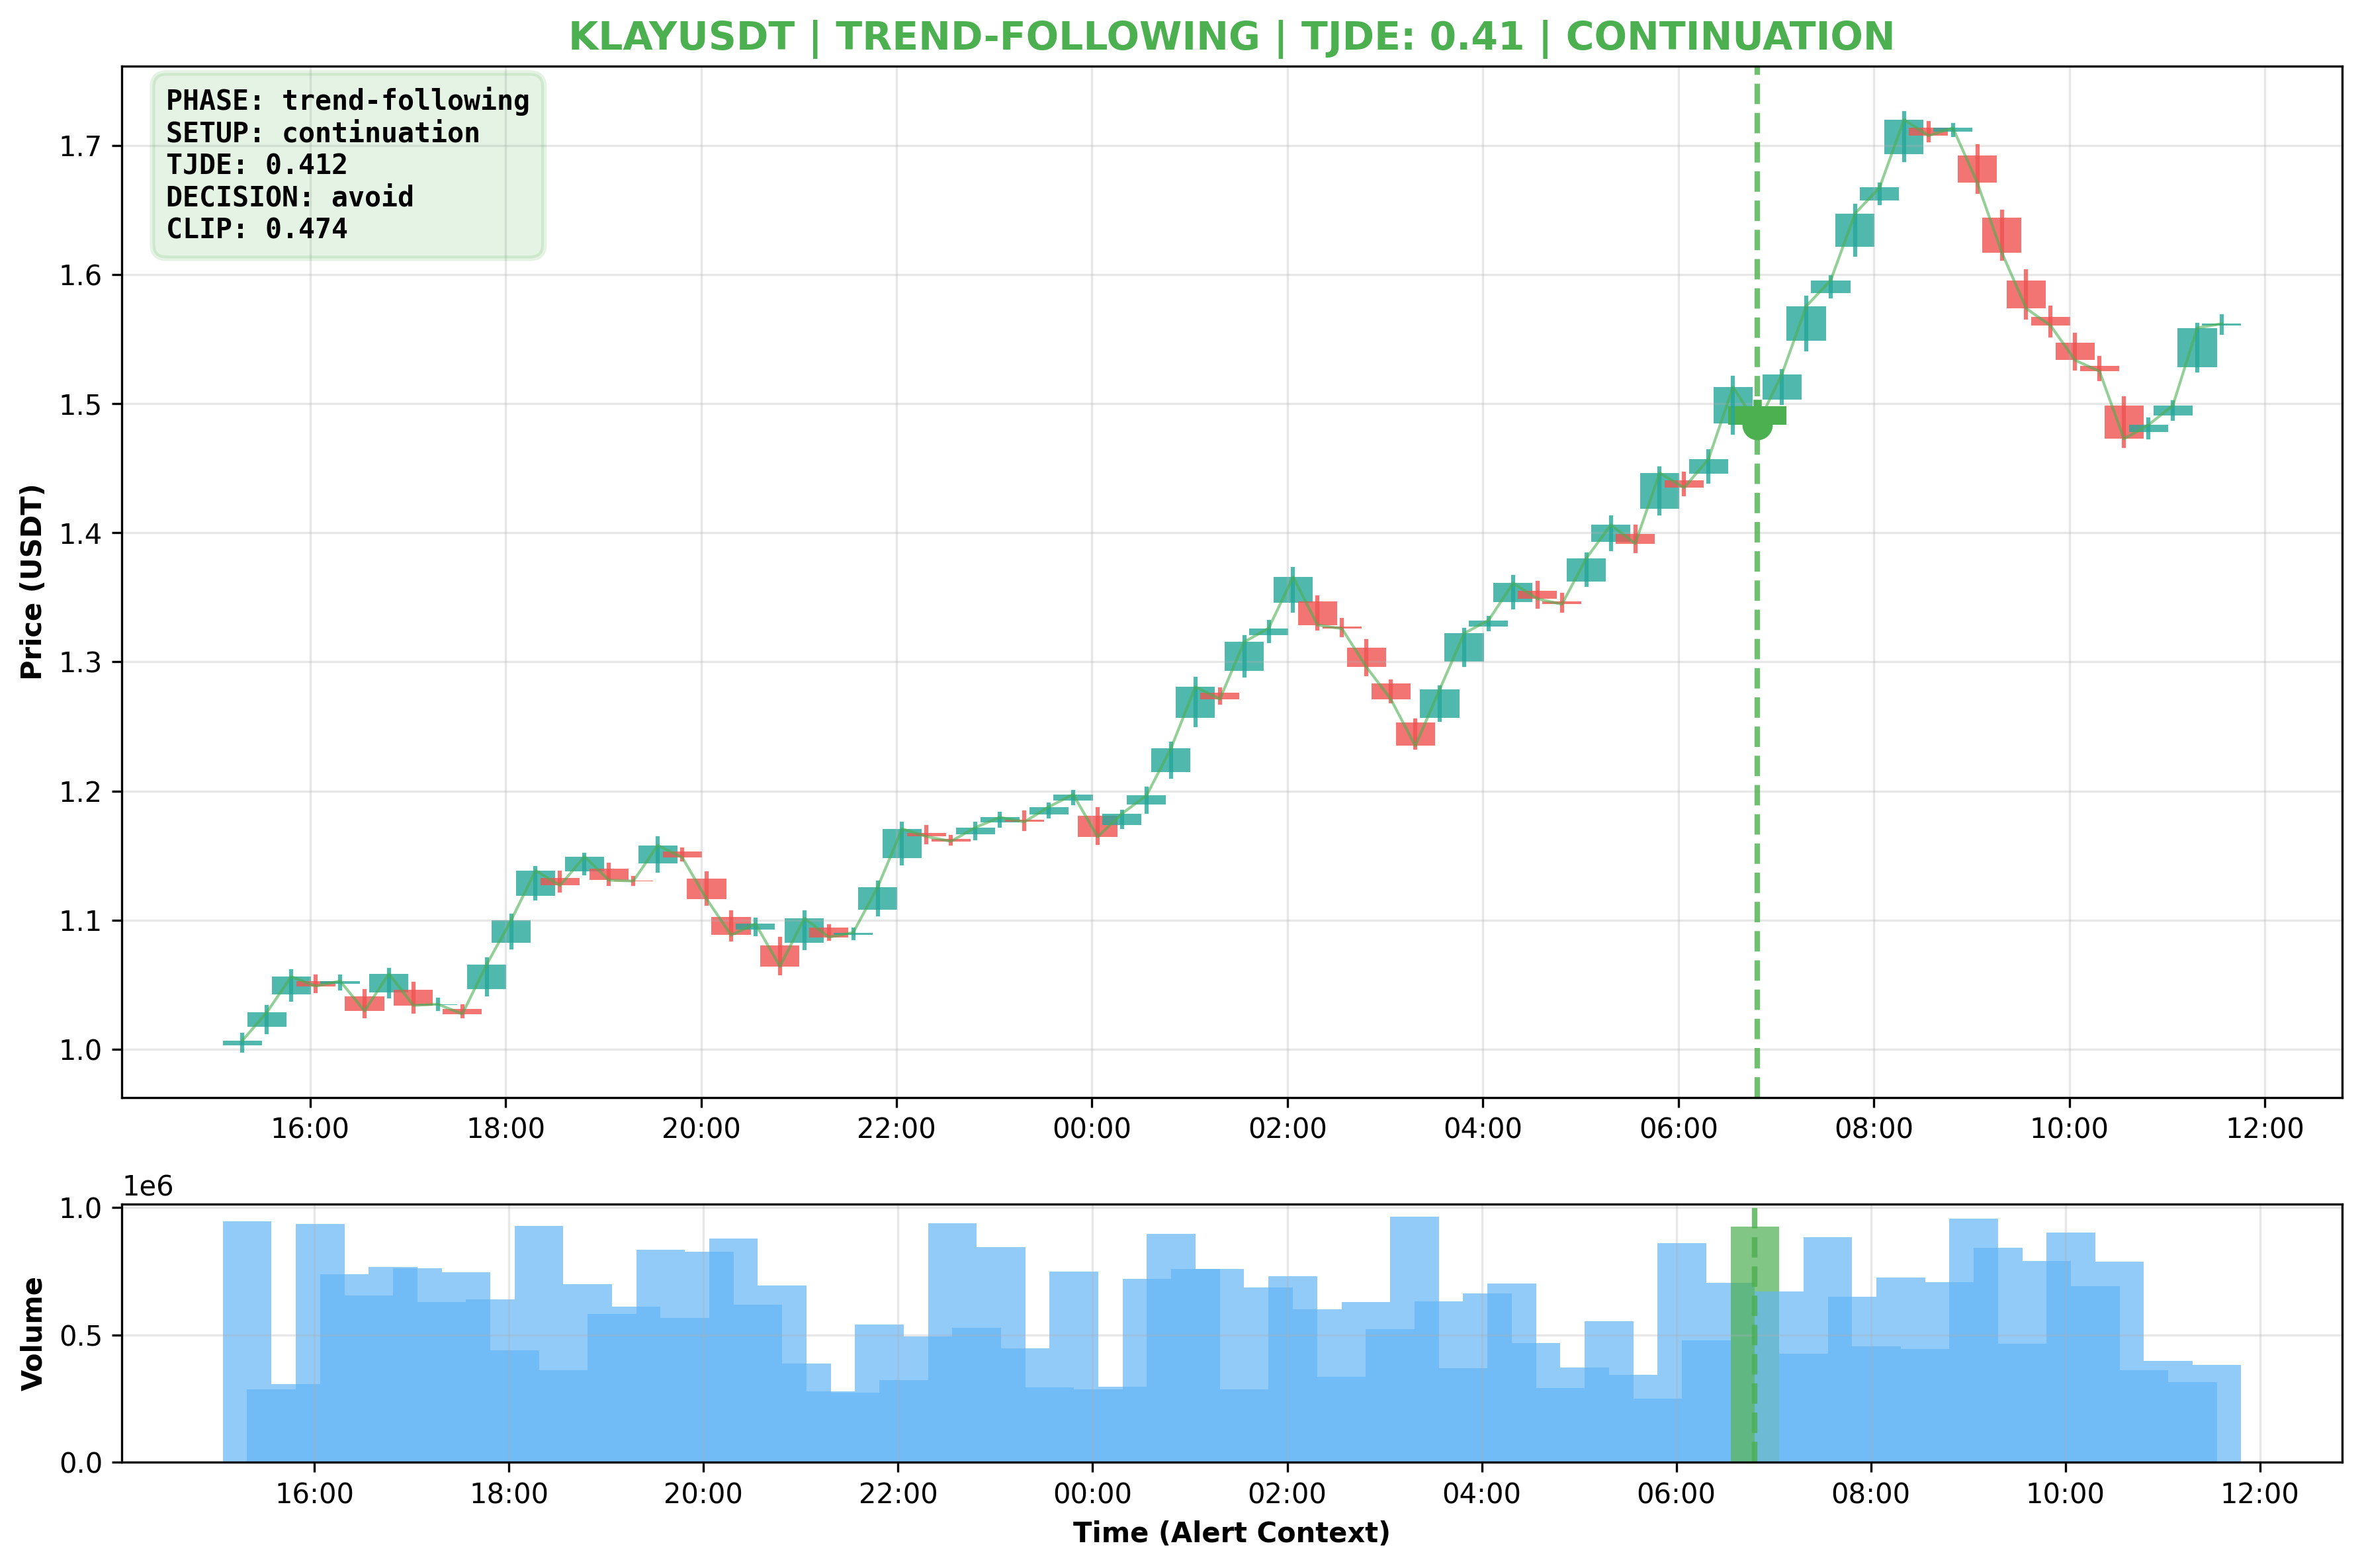 KLAYUSDT | TREND-FOLLOWING | TJDE: 0.41 | CONTINUATION
PHASE: trend-following
SETUP: continuation
TJDE: 0.412
DECISION: avoid
CLIP: 0.474
Price (USDT)
1.7
1.6
1.5
1.4
1.3
1.2
1.1
1.0
16:00 18:00 20:00 22:00 00:00 02:00 04:00 06:00 08:00 10:00 12:00
1e6
Volume
1.0
0.5
0.0
16:00 18:00 20:00 22:00 00:00 02:00 04:00 06:00 08:00 10:00 12:00
Time (Alert Context)